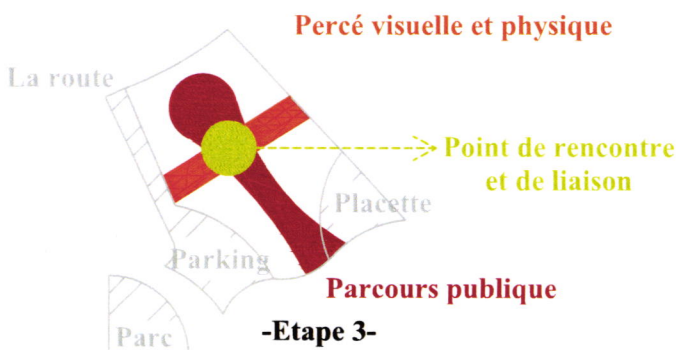 Percé visuelle et physique
La route
Point de rencontre
et de liaison
Placette
Parking
Parcours publique
Parc
-Etape 3-